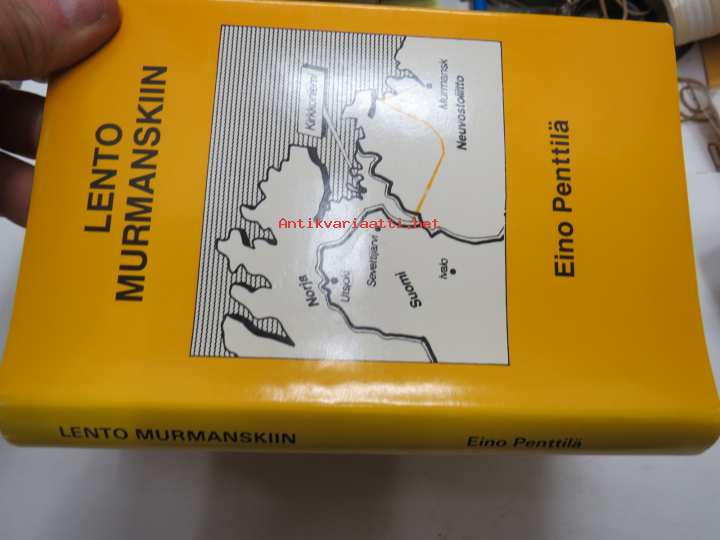 LENTO
MURMANSKIIN
Kirkkoniemi
Murmansk
Neuvostoliitto
Norja
Utsjoki
Sevettijärvi
Suomi
Ivalo
Eino Penttilä
Antikvariaatti.net
LENTO MURMANSKIIN
Eino Penttilä